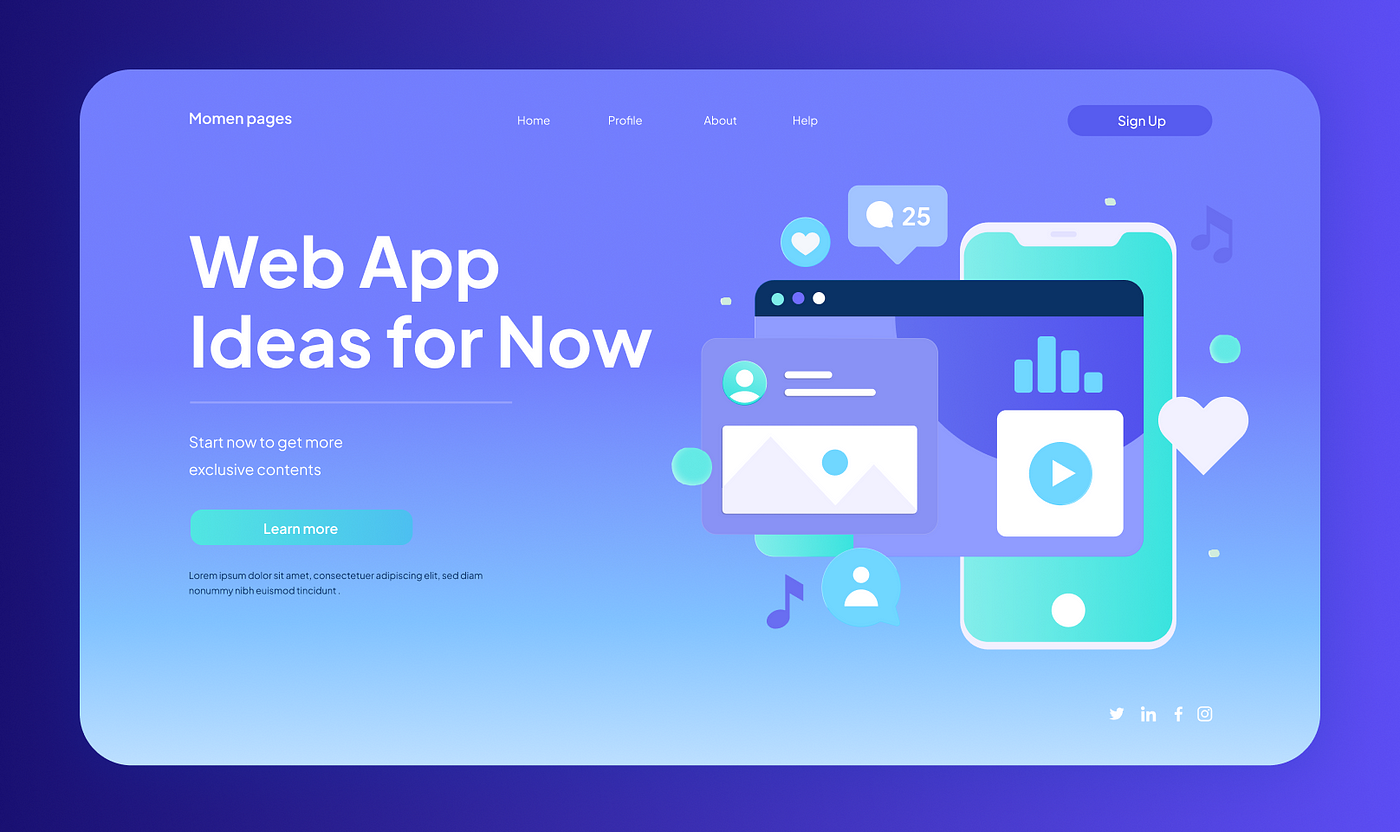 Momen pages
Home
Profile
About
Help
Sign Up
25
Web App
Ideas for Now
Start now to get more
exclusive contents
Learn more
Lorem ipsum dolor sit amet, consectetuer adipiscing elit, sed diam
nonummy nibh euismod tincidunt .
in
f